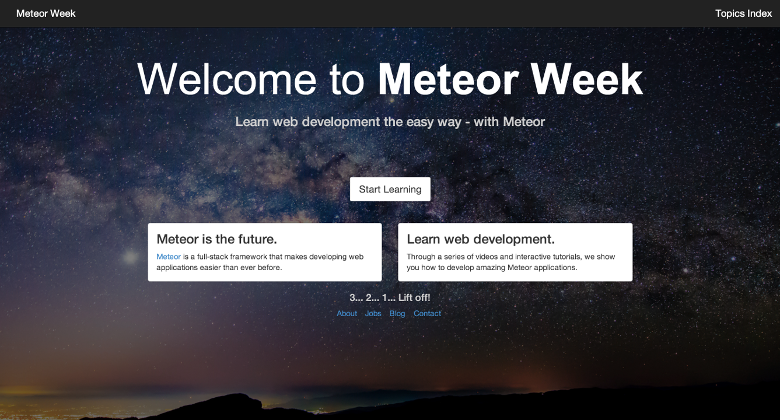 Meteor Week
Topics Index
Welcome to Meteor Week
Learn web development the easy way - with Meteor
Start Learning
Meteor is the future.
Meteor is a full-stack framework that makes developing web
applications easier than ever before.
Learn web development.
Through a series of videos and interactive tutorials, we show
you how to develop amazing Meteor applications.
3... 2... 1... Lift off!
About Jobs Blog Contact